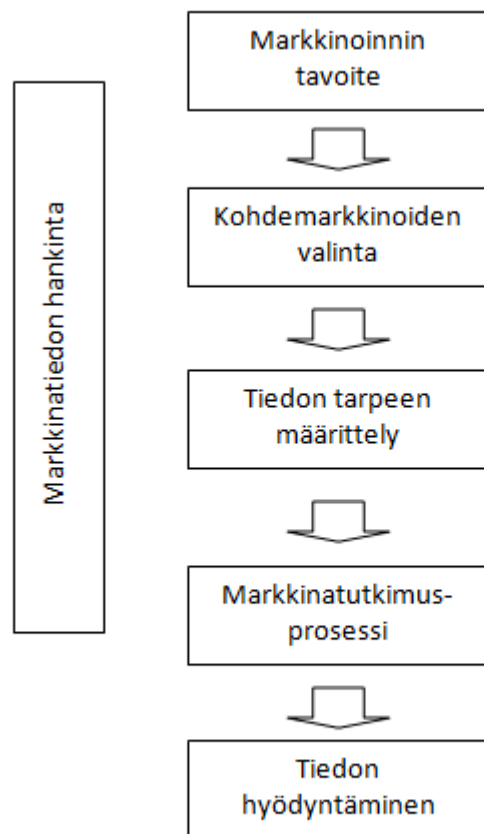 Markkinatiedon hankinta
Markkinoinnin
tavoite
Kohdemarkkinoiden
valinta
Tiedon tarpeen
määrittely
Markkinatutkimus-
prosessi
Tiedon
hyödyntäminen